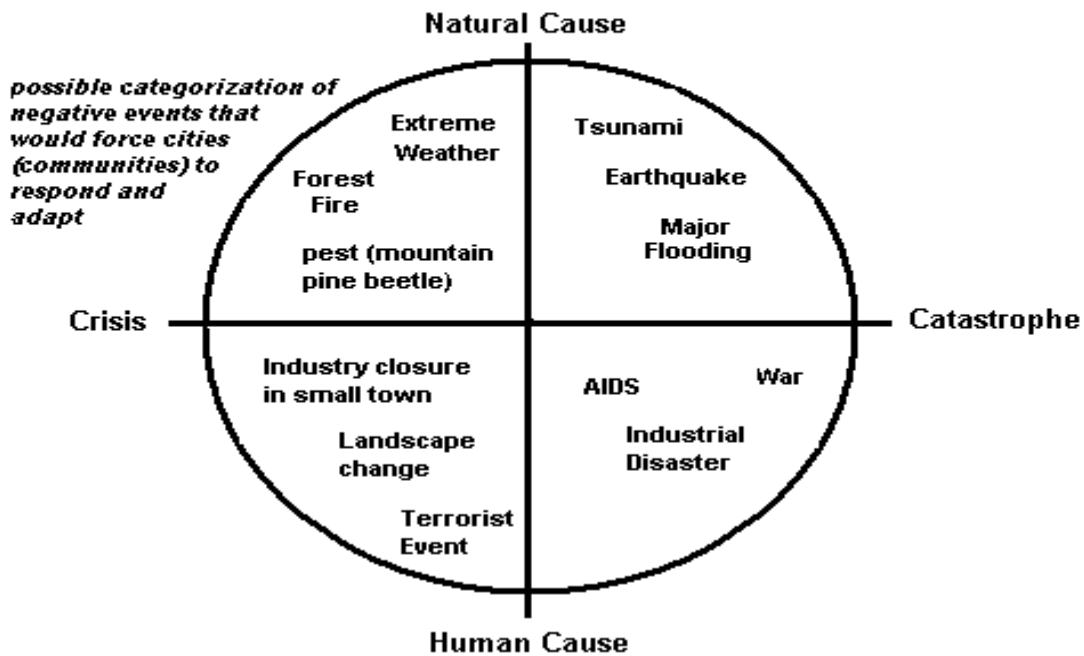 Natural Cause
possible categorization of
negative events that
would force cities
(communities) to
respond and
adapt
Extreme
Weather
Forest
Fire
pest (mountain
pine beetle)
Tsunami
Earthquake
Major
Flooding
Crisis
Catastrophe
Industry closure
in small town
Landscape
change
Terrorist
Event
AIDS
War
Industrial
Disaster
Human Cause